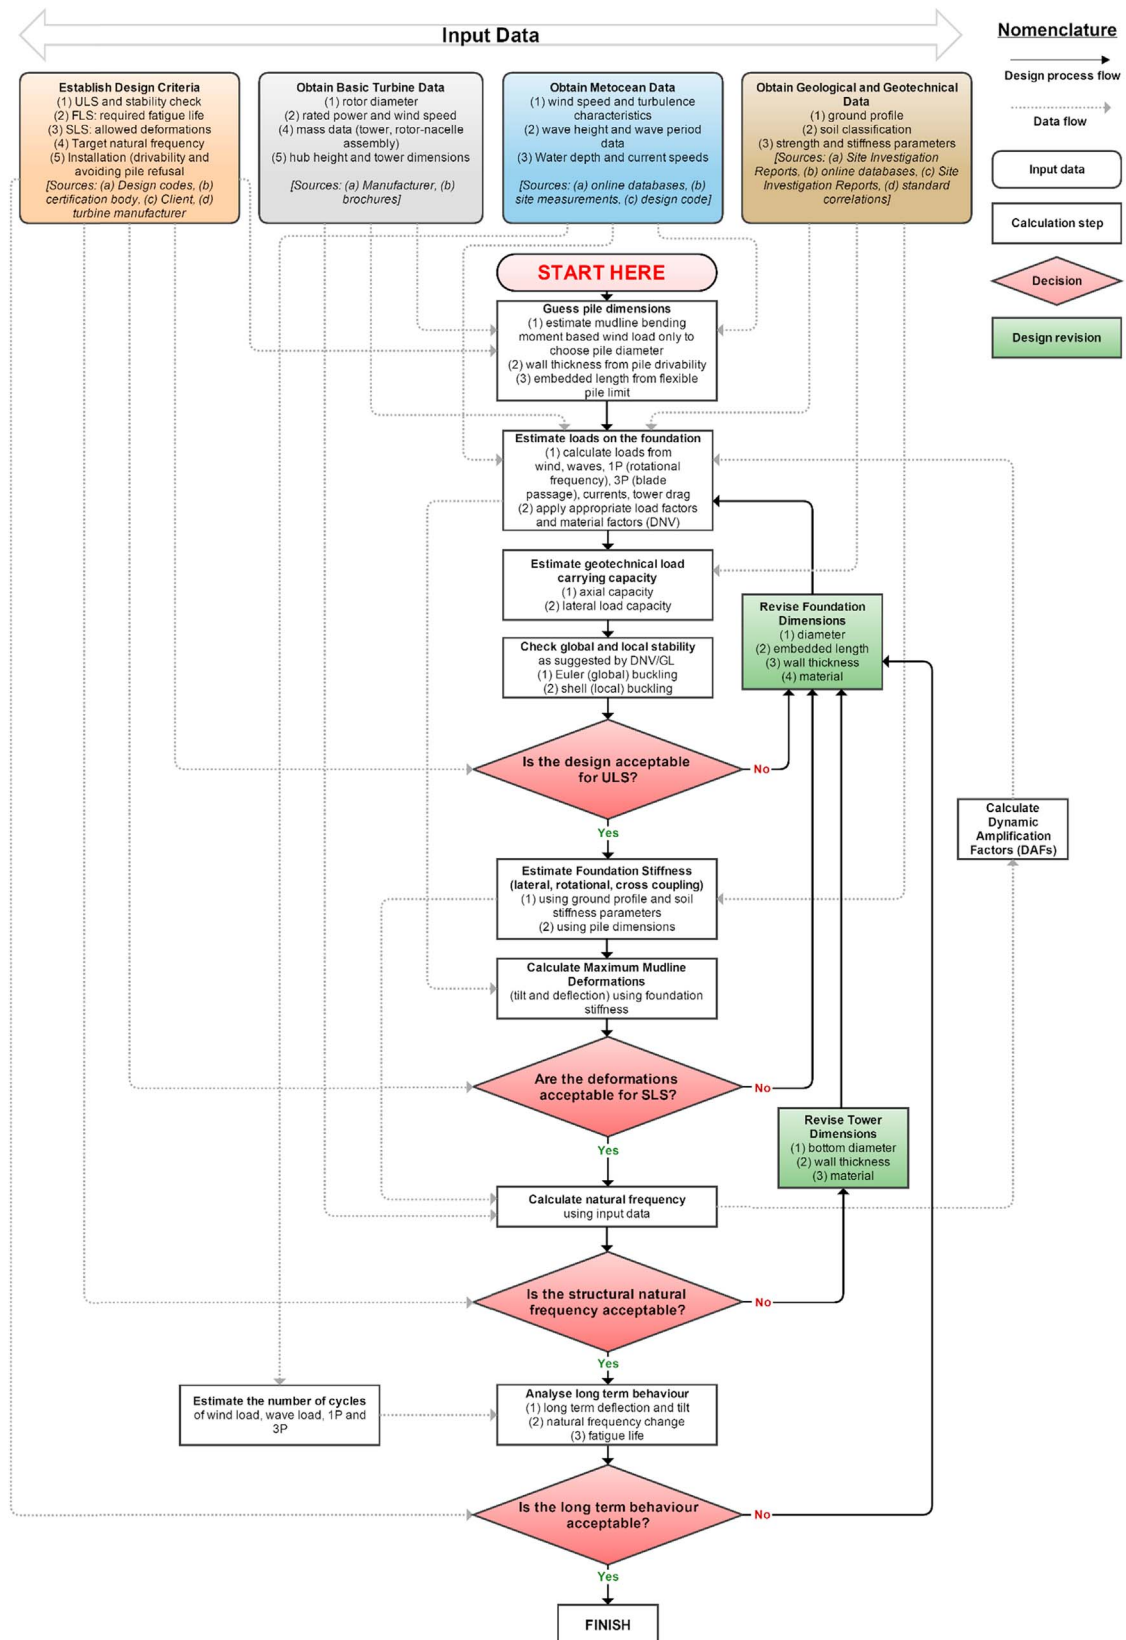 Input Data
Nomenclature
Design process flow
Data flow
Input data
Calculation step
Decision
Design revision
Establish Design Criteria
(1) ULS and stability check
(2) FLS: required fatigue life
(3) SLS: allowed deformations
(4) Target natural frequency
(5) Installation (drivability and
avoiding pile refusal
[Sources: (a) Design codes, (b)
certification body, (c) Client, (d)
turbine manufacturer
Obtain Basic Turbine Data
(1) rotor diameter
(2) rated power and wind speed
(4) mass data (tower, rotor-nacelle
assembly)
(5) hub height and tower dimensions
[Sources: (a) Manufacturer, (b)
brochures]
Obtain Metocean Data
(1) wind speed and turbulence
characteristics
(2) wave height and wave period
data
(3) Water depth and current speeds
[Sources: (a) online databases, (b)
site measurements, (c) design code]
Obtain Geological and Geotechnical
Data
(1) ground profile
(2) soil classification
(3) strength and stiffness parameters
[Sources: (a) Site Investigation
Reports, (b) online databases, (c) Site
Investigation Reports, (d) standard
correlations]
START HERE
Guess pile dimensions
(1) estimate mudline bending
moment based wind load only to
choose pile diameter
(2) wall thickness from pile drivability
(3) embedded length from flexible
pile limit
Estimate loads on the foundation
(1) calculate loads from
wind, waves, 1P (rotational
frequency), 3P (blade
passage), currents, tower drag
(2) apply appropriate load factors
and material factors (DNV)
Estimate geotechnical load
carrying capacity
(1) axial capacity
(2) lateral load capacity
Revise Foundation
Dimensions
(1) diameter
(2) embedded length
(3) wall thickness
(4) material
Check global and local stability
as suggested by DNV/GL
(1) Euler (global) buckling
(2) shell (local) buckling
Is the design acceptable
for ULS?
No
Yes
Calculate
Dynamic
Amplification
Factors (DAFs)
Estimate Foundation Stiffness
(lateral, rotational, cross coupling)
(1) using ground profile and soil
stiffness parameters
(2) using pile dimensions
Calculate Maximum Mudline
Deformations
(tilt and deflection) using foundation
stiffness
Are the deformations
acceptable for SLS?
No
Yes
Revise Tower
Dimensions
(1) bottom diameter
(2) wall thickness
(3) material
Calculate natural frequency
using input data
Is the structural natural
frequency acceptable?
No
Yes
Estimate the number of cycles
of wind load, wave load, 1P and
3P
Analyse long term behaviour
(1) long term deflection and tilt
(2) natural frequency change
(3) fatigue life
Is the long term behaviour
acceptable?
No
Yes
FINISH